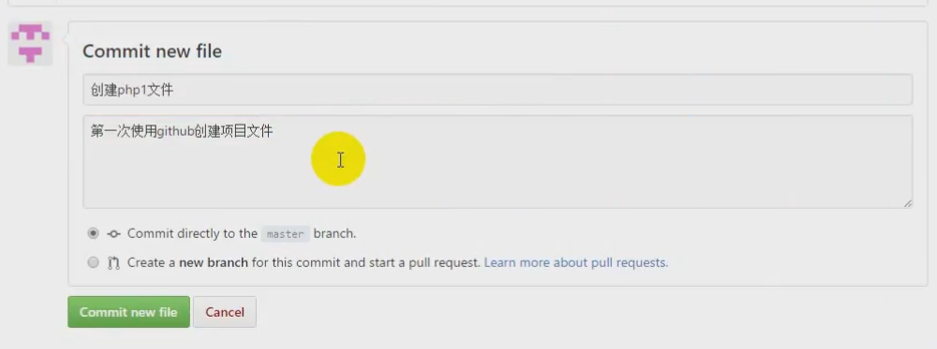 Commit new file
创建php1文件
第一次使用github创建项目文件
Commit directly to the master branch.
Create a new branch for this commit and start a pull request. Learn more about pull requests.
Commit new file Cancel